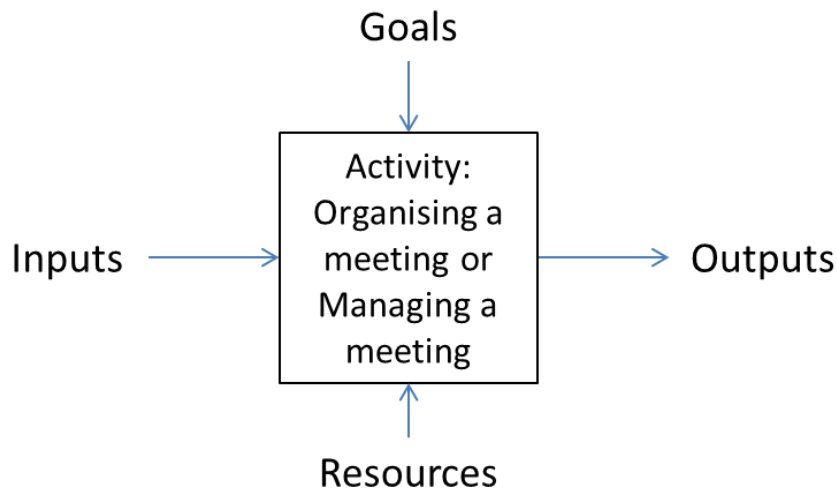 Goals
Activity:
Organising a
Inputs
meeting or
Outputs
Managing a
meeting
Resources